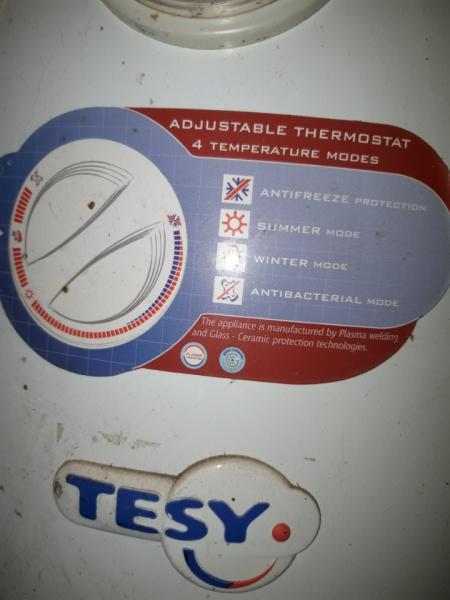 ADJUSTABLE THERMOSTAT
4 TEMPERATURE MODES
ANTIFREEZE PROTECTION
SUMMER MODE
WINTER MODE
ANTIBACTERIAL MODE
The appliance is manufactured by Plasma welding
and Glass - Ceramic protection technologies.
PLASMA
TESY